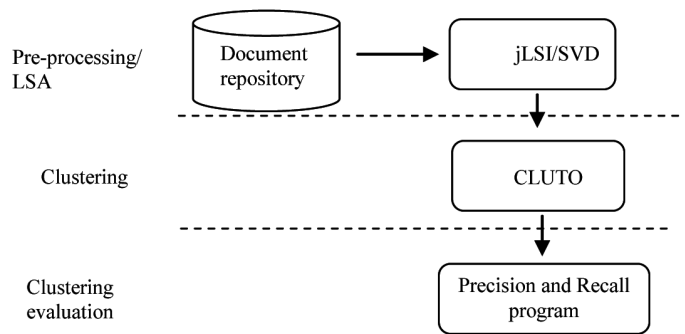 Pre-processing/
LSA
Document
repository
jLSI/SVD
Clustering
CLUTO
Clustering
evaluation
Precision and Recall
program